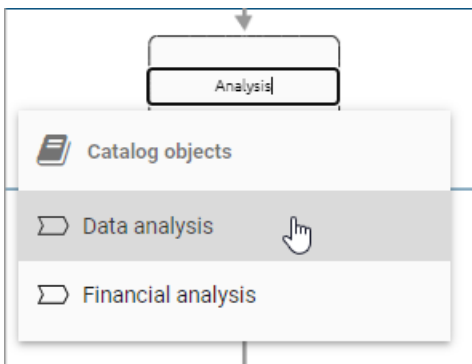 Analysis
Catalog objects
Data analysis
Financial analysis